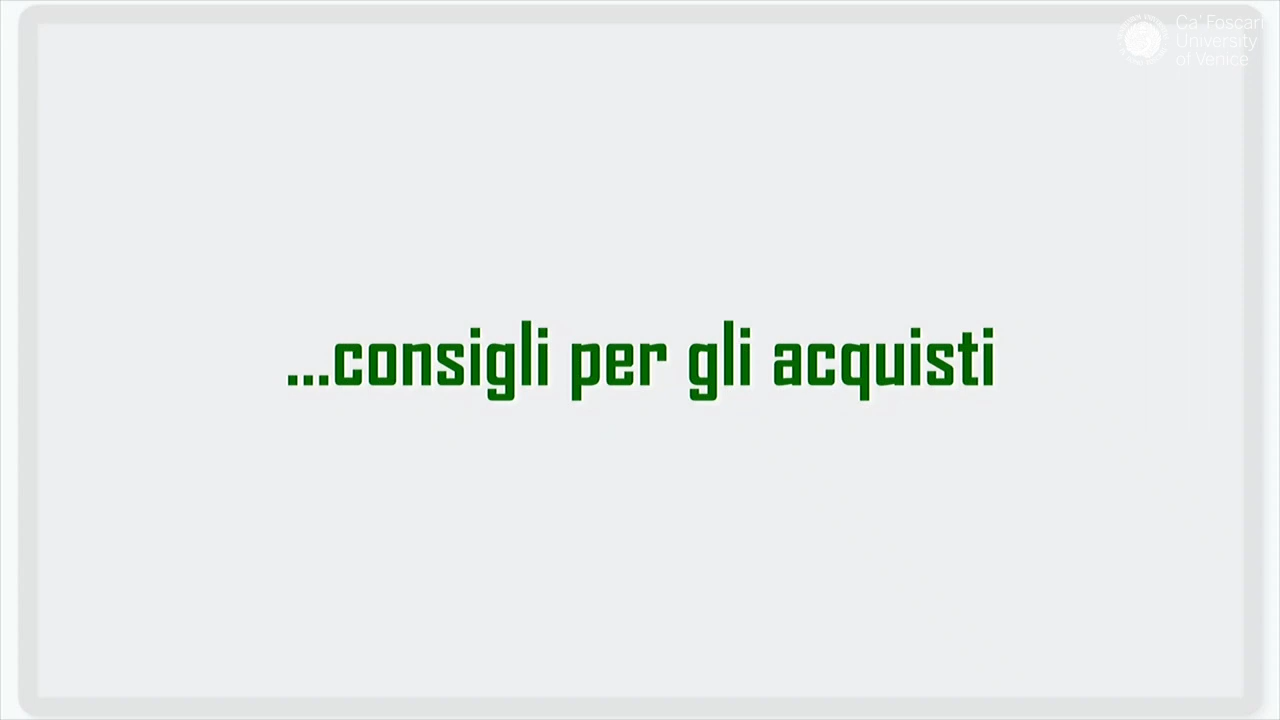 Ca' Foscari
University
of Venice
...consigli per gli acquisti